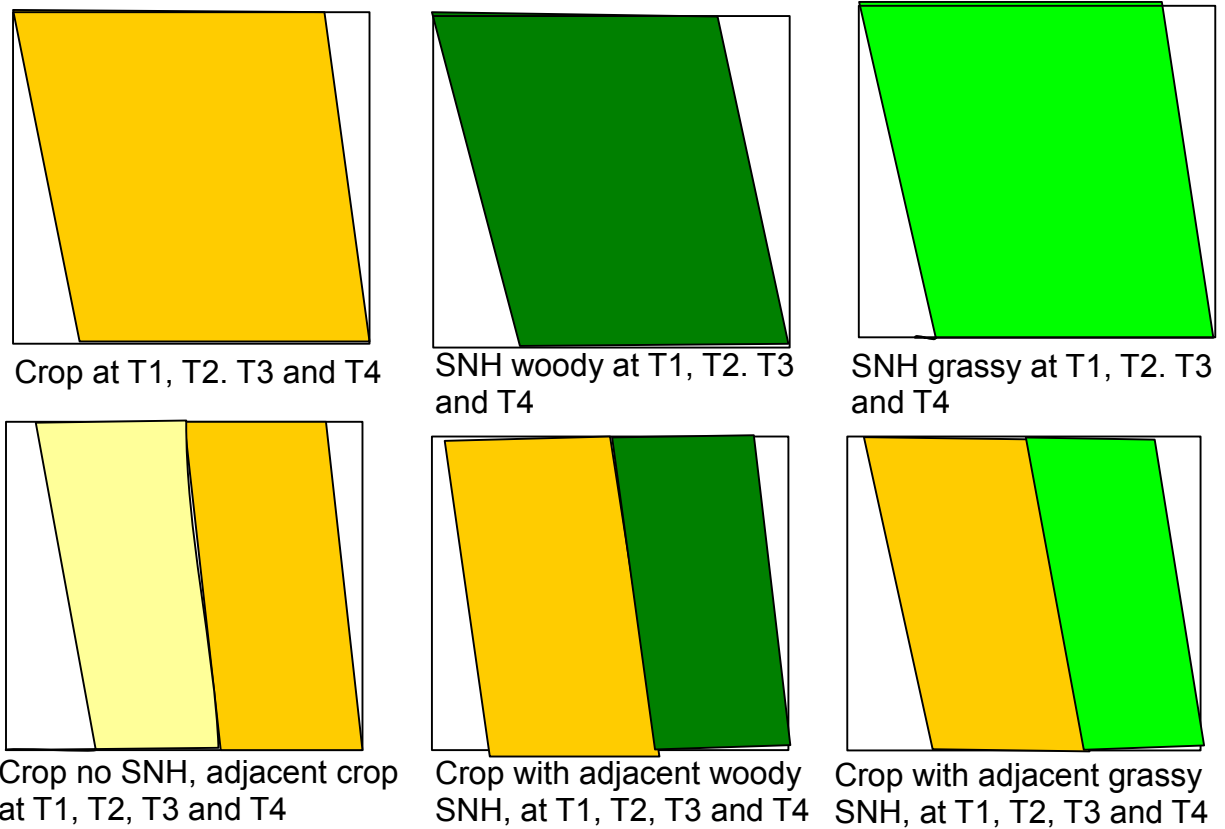 Crop at T1, T2. T3 and T4
SNH woody at T1, T2. T3
and T4
SNH grassy at T1, T2. T3
and T4
Crop no SNH, adjacent crop
at T1, T2, T3 and T4
Crop with adjacent woody
SNH, at T1, T2, T3 and T4
Crop with adjacent grassy
SNH, at T1, T2, T3 and T4